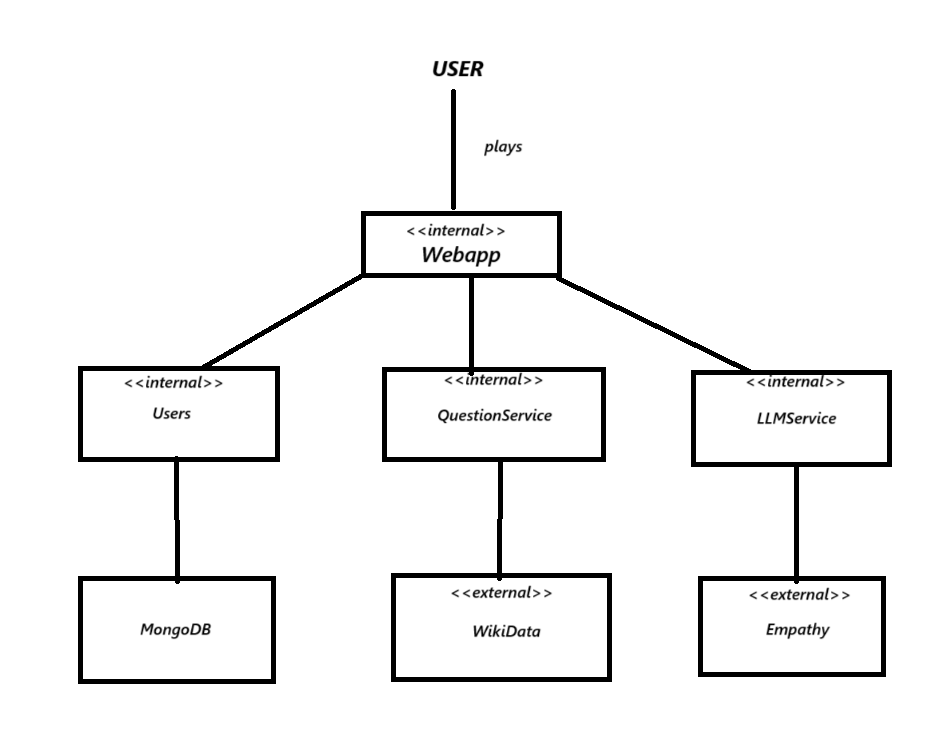 USER
plays
<<internal>>
Webapp
<<internal>>
Users
<<internal>>
QuestionService
<<internal>>
LLMService
MongoDB
<<external>>
WikiData
<<external>>
Empathy